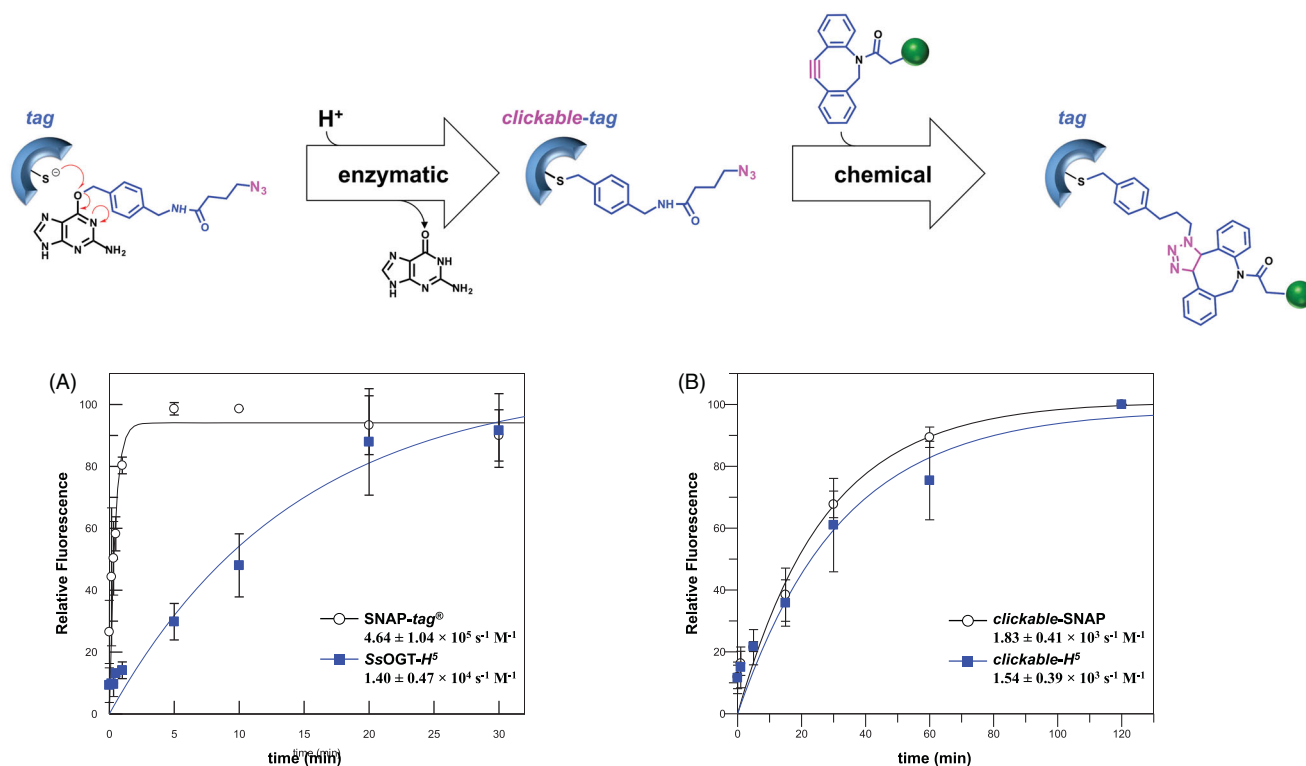 tag
H⁺
clickable-tag
tag
S⊖
O
N
N
N
H
N
NH₂
NH
O
N₃
enzymatic
O
N
NH
N
H
N
NH₂
S
NH
O
N₃
O
N
chemical
S
N
N
N
N
O
(A)
Relative Fluorescence
100
80
60
40
20
0
SNAP-tag®
4.64 ± 1.04 × 10⁵ s⁻¹ M⁻¹
SsOGT-H⁵
1.40 ± 0.47 × 10⁴ s⁻¹ M⁻¹
0 5 10 20 30
time (min)
time (min)
(B)
Relative Fluorescence
100
80
60
40
20
0
clickable-SNAP
1.83 ± 0.41 × 10³ s⁻¹ M⁻¹
clickable-H⁵
1.54 ± 0.39 × 10³ s⁻¹ M⁻¹
0 20 40 60 80 100 120
time (min)